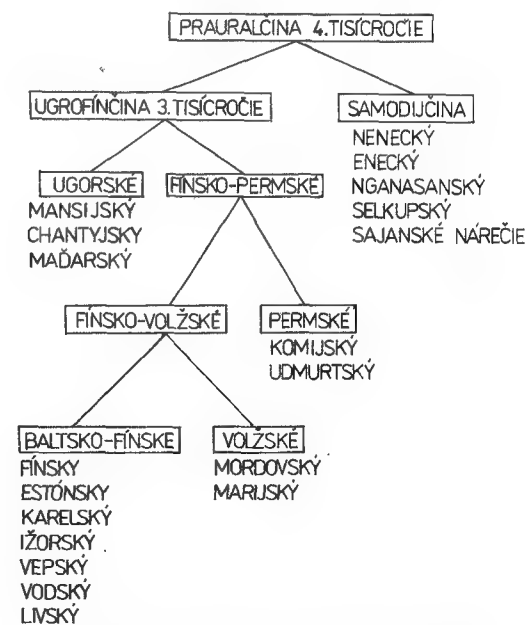 PRAURALČINA 4.TISÍCROČIE
UGROFÍNČINA 3.TISÍCROČIE
SAMODIJČINA
NENECKÝ
ENECKÝ
NGANASANSKÝ
SELKUPSKÝ
SAJANSKÉ NÁREČIE
UGORSKÉ
MANSIJSKÝ
CHANTYJSKY
MAĎARSKÝ
FÍNSKO-PERMSKÉ
FÍNSKO-VOLŽSKÉ
PERMSKÉ
KOMIJSKÝ
UDMURTSKÝ
BALTSKO-FÍNSKE
FÍNSKY
ESTÓNSKY
KARELSKÝ
IŽORSKÝ
VEPSKÝ
VODSKÝ
LIVSKÝ
VOLŽSKÉ
MORDOVSKÝ
MARIJSKÝ